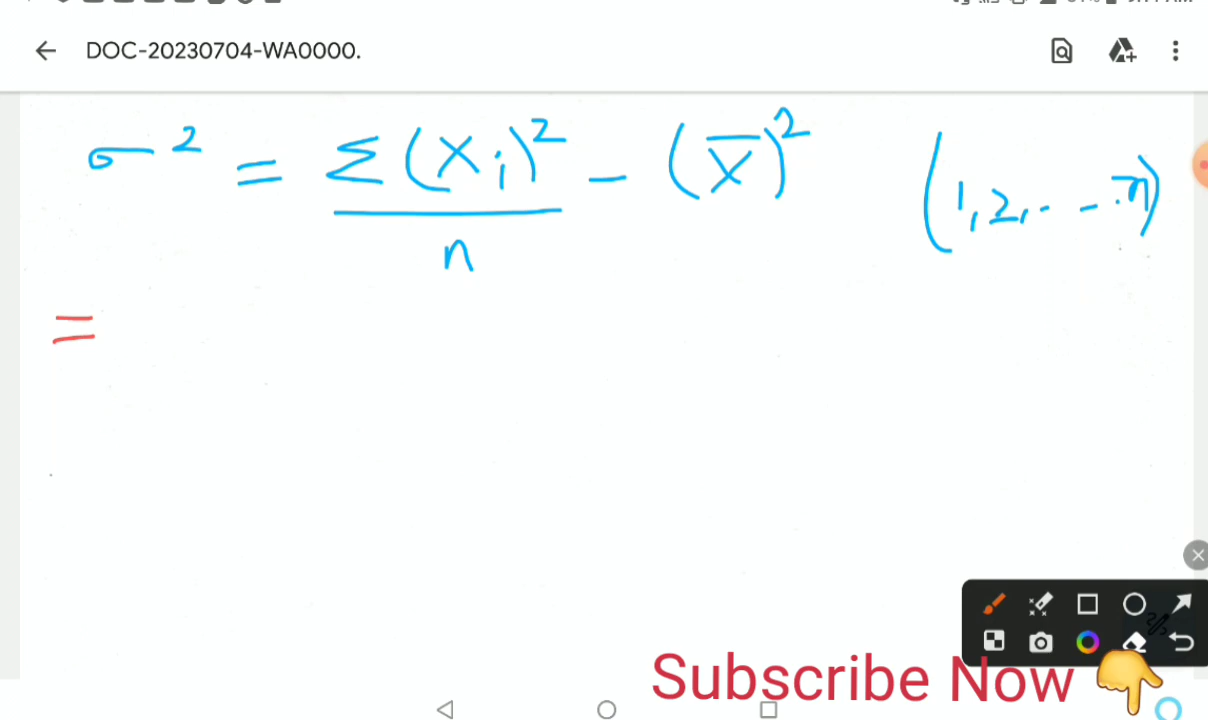 DOC-20230704-WA0000.
σ² = Σ(xᵢ)² / n - (x̄)² (1,2,. - - .n)
=
Subscribe Now